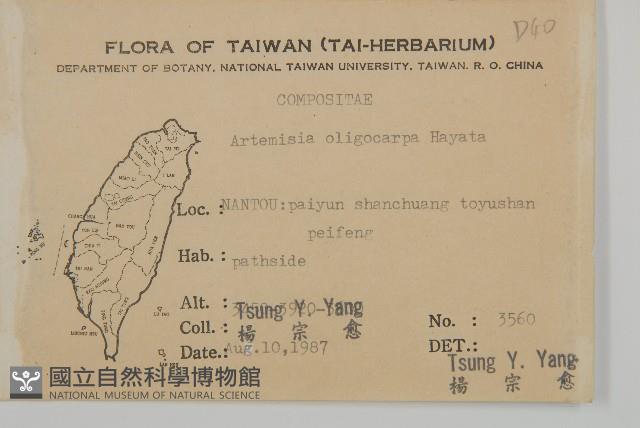 D40
FLORA OF TAIWAN (TAI-HERBARIUM)
DEPARTMENT OF BOTANY, NATIONAL TAIWAN UNIVERSITY, TAIWAN. R. O. CHINA
COMPOSITAE
Artemisia oligocarpa Hayata
Loc. : NANTOU:paiyun shanchuang toyushan
peifeng
Hab. : pathside
Alt. :
Tsung Y. Yang
Coll. : 楊 宗 愈
No. : 3560
Date.: Aug.10,1987
DET.:
Tsung Y. Yang
楊 宗 愈
國立自然科學博物館
NATIONAL MUSEUM OF NATURAL SCIENCE